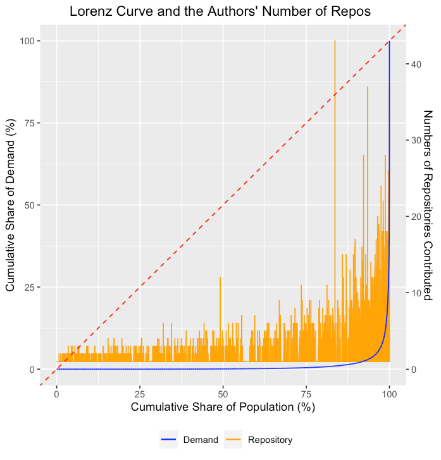 Lorenz Curve and the Authors' Number of Repos
100
75
50
25
0
Cumulative Share of Demand (%)
40
30
20
10
0
Numbers of Repositories Contributed
0 25 50 75 100
Cumulative Share of Population (%)
Demand Repository